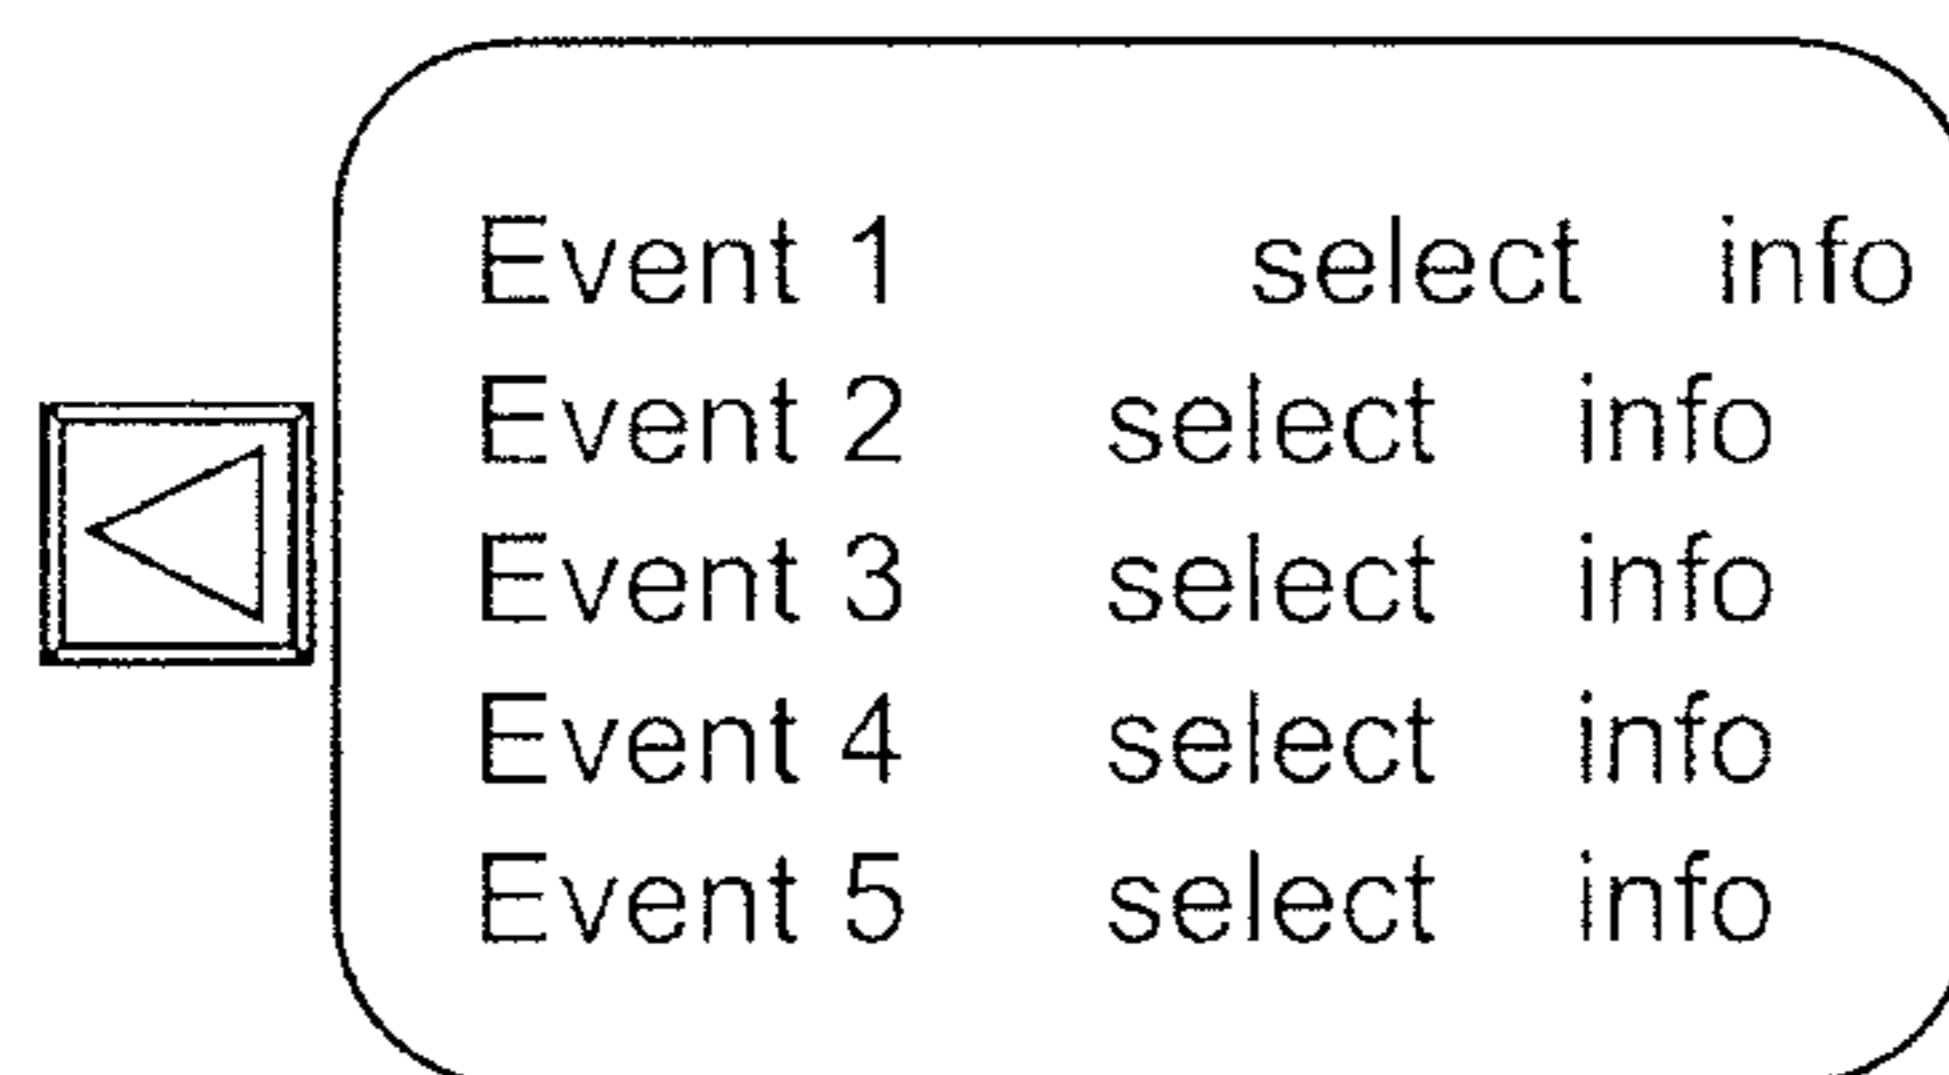 Event 1 select info
Event 2 select info
Event 3 select info
Event 4 select info
Event 5 select info